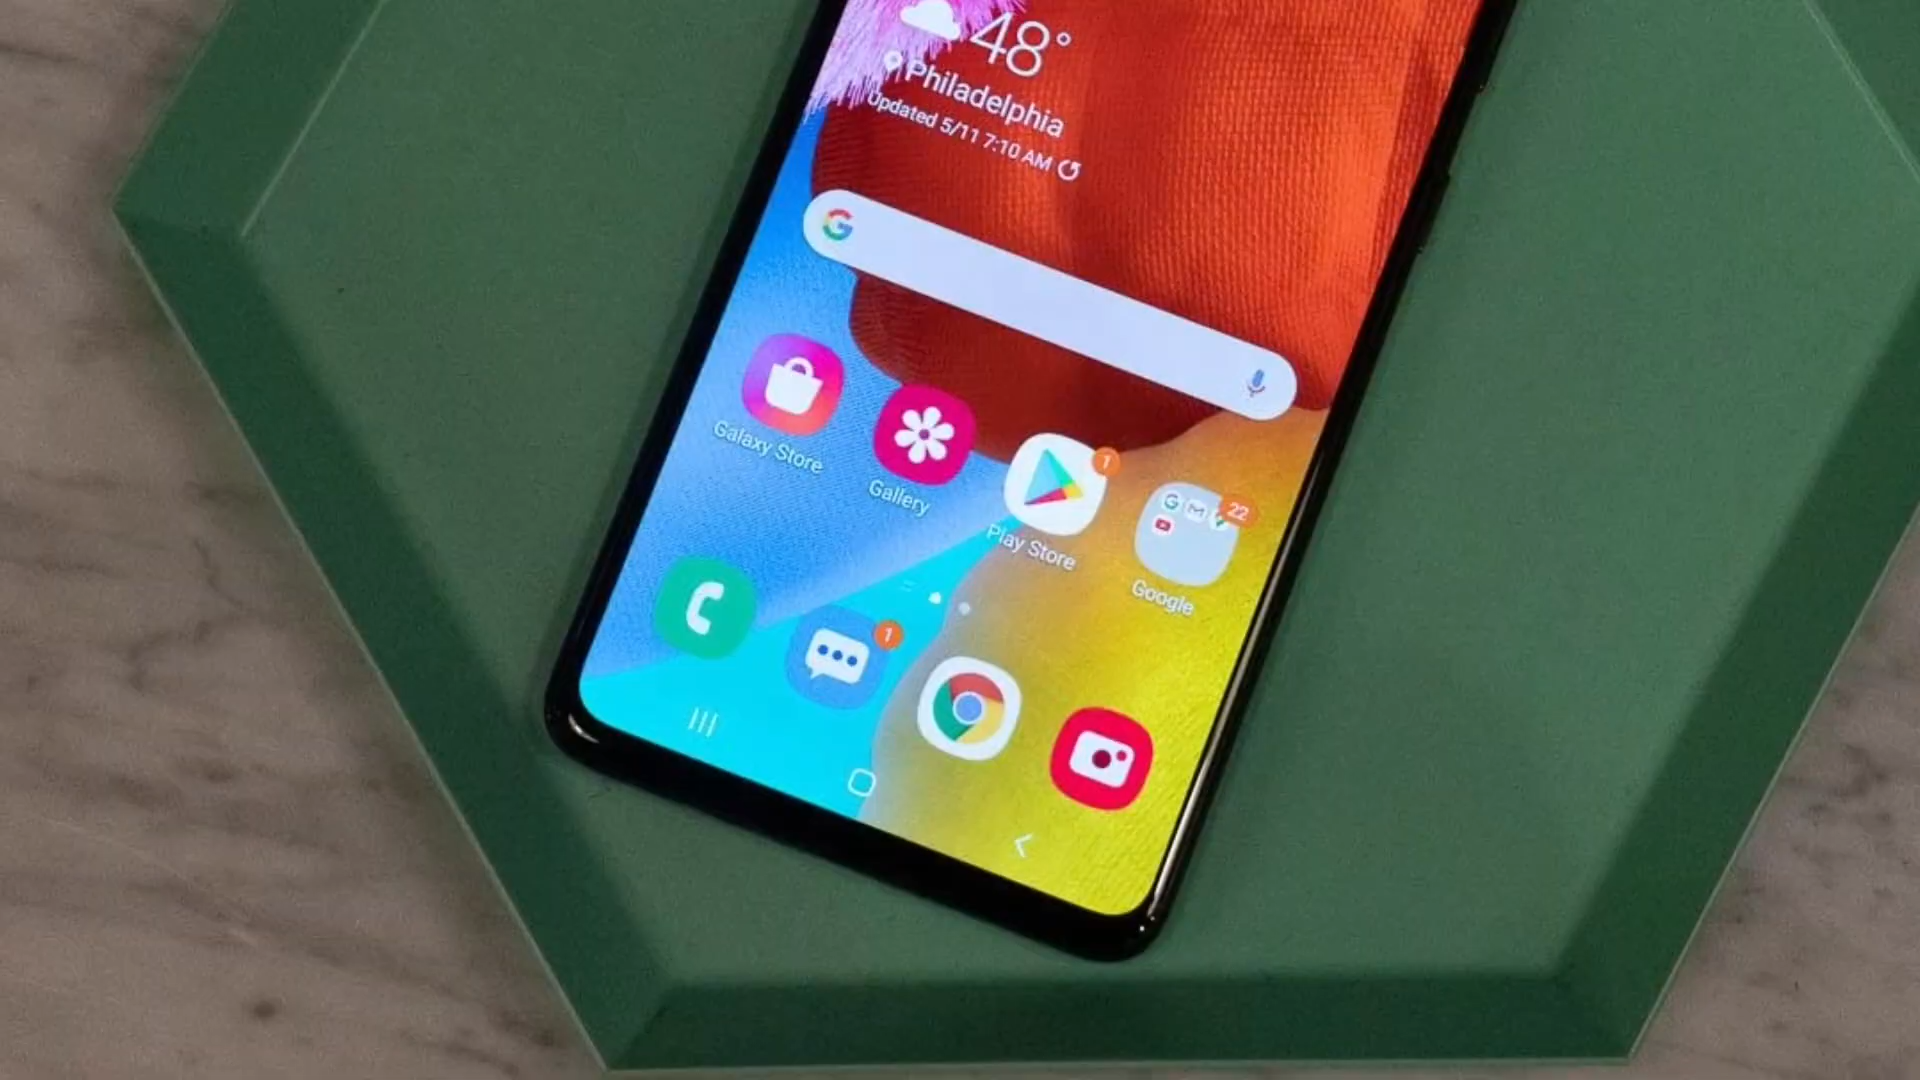 48°
Philadelphia
Updated 5/11 7:10 AM
Galaxy Store
Gallery
1
Play Store
22
Google
1